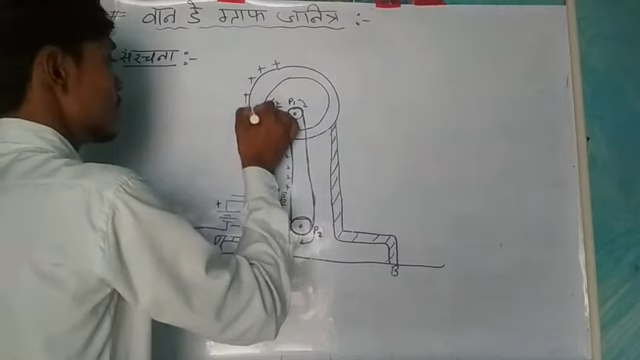 # वान डे ग्राफ जनित्र :-
संरचना :-
+ + + +
P₁
+
-
P₂
B